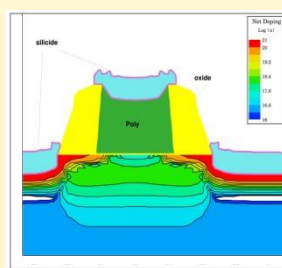 silicide
oxide
Poly
Net Doping
Log (a)
21
20
19.2
18.4
17.6
16.8
16